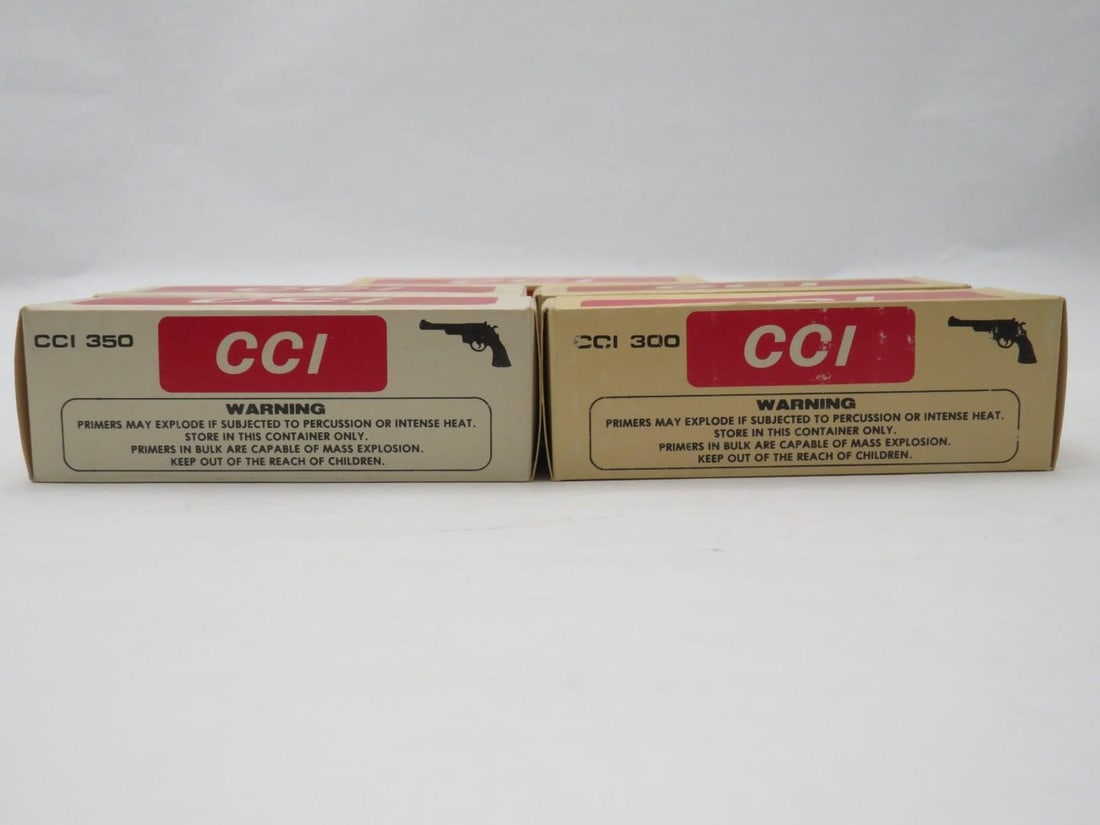 CCI 350
CCI
WARNING
PRIMERS MAY EXPLODE IF SUBJECTED TO PERCUSSION OR INTENSE HEAT.
STORE IN THIS CONTAINER ONLY.
PRIMERS IN BULK ARE CAPABLE OF MASS EXPLOSION.
KEEP OUT OF THE REACH OF CHILDREN.
CCI 300
CCI
WARNING
PRIMERS MAY EXPLODE IF SUBJECTED TO PERCUSSION OR INTENSE HEAT.
STORE IN THIS CONTAINER ONLY.
PRIMERS IN BULK ARE CAPABLE OF MASS EXPLOSION.
KEEP OUT OF THE REACH OF CHILDREN.